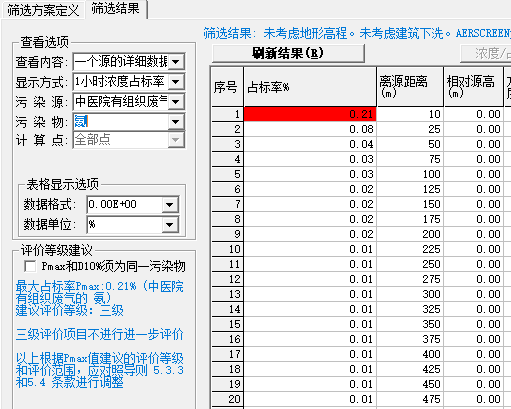 筛选方案定义 筛选结果
筛选结果: 未考虑地形高程。未考虑建筑下洗。AERSCREEN
查看选项
查看内容: 一个源的详细数据
显示方式: 1小时浓度占标率
污 染 源: 中医院有组织废气
污 染 物: 氨
计 算 点: 全部点
表格显示选项
数据格式: 0.00E+00
数据单位: %
评价等级建议
Pmax和D10%须为同一污染物
最大占标率Pmax:0.21% (中医院
有组织废气的 氨)
建议评价等级: 三级
三级评价项目不进行进一步评价
以上根据Pmax值建议的评价等级
和评价范围，应对照导则 5.3.3
和5.4 条款进行调整
刷新结果(R) 浓度/
序号 占标率% 离源距离(m) 相对源高(m)
1 0.21 10 0.00
2 0.08 25 0.00
3 0.04 50 0.00
4 0.03 75 0.00
5 0.03 100 0.00
6 0.02 125 0.00
7 0.02 150 0.00
8 0.02 175 0.00
9 0.02 200 0.00
10 0.01 225 0.00
11 0.01 250 0.00
12 0.01 275 0.00
13 0.01 300 0.00
14 0.01 325 0.00
15 0.01 350 0.00
16 0.01 375 0.00
17 0.01 400 0.00
18 0.01 425 0.00
19 0.01 450 0.00
20 0.01 475 0.00